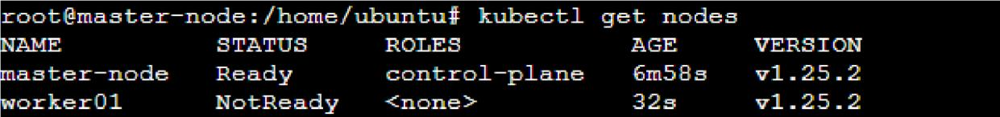 root@master-node:/home/ubuntu# kubectl get nodes
NAME STATUS ROLES AGE VERSION
master-node Ready control-plane 6m58s v1.25.2
worker01 NotReady <none> 32s v1.25.2